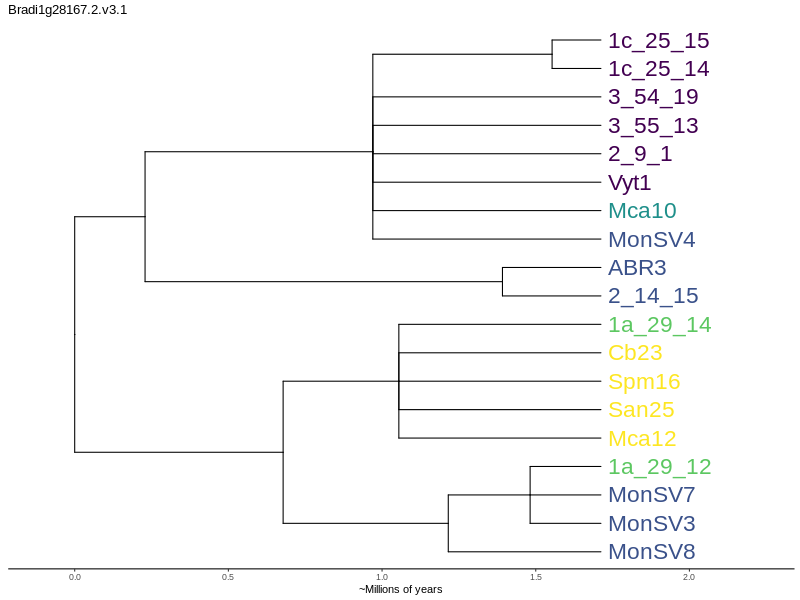 Bradi1g28167.2.v3.1
1c_25_15
1c_25_14
3_54_19
3_55_13
2_9_1
Vyt1
Mca10
MonSV4
ABR3
2_14_15
1a_29_14
Cb23
Spm16
San25
Mca12
1a_29_12
MonSV7
MonSV3
MonSV8
0.0 0.5 1.0 1.5 2.0
~Millions of years